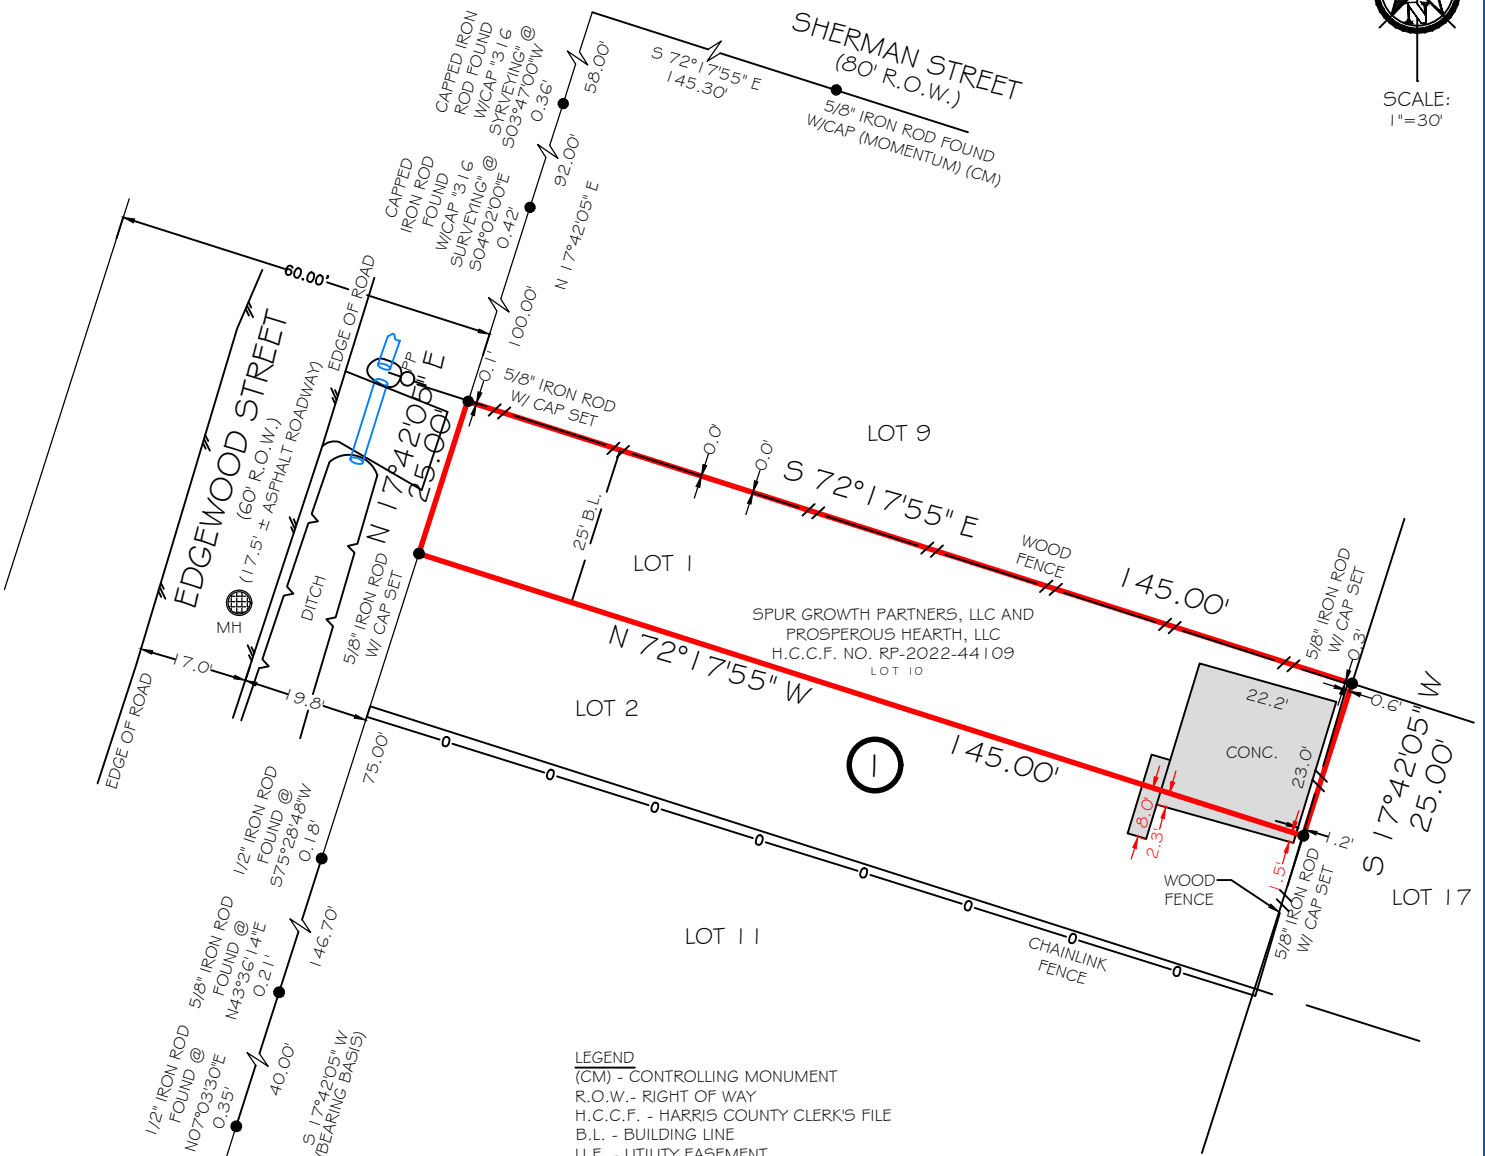 SHERMAN STREET
(80' R.O.W.)
S 72°17'55" E
145.30'
5/8" IRON ROD FOUND
W/CAP (MOMENTUM) (CM)
N
SCALE:
1"=30'
CAPPED IRON
ROD FOUND
W/CAP "316
SYRVEYING" @
S03°47'00"W
0.36'
58.00'
CAPPED
IRON ROD
FOUND
W/CAP "316
SURVEYING" @
S04°02'00"E
0.42'
92.00'
N 17°42'05" E
100.00'
60.00'
EDGE OF ROAD
EDGEWOOD STREET
(60' R.O.W.)
(17.5' ± ASPHALT ROADWAY)
PP
0.1'
5/8" IRON ROD
W/ CAP SET
N 17°42'05" E
25.00'
MH
DITCH
5/8" IRON ROD
W/ CAP SET
17.0'
19.8'
EDGE OF ROAD
25' B.L.
0.0'
0.0'
LOT 9
S 72°17'55" E
145.00'
WOOD
FENCE
LOT 1
SPUR GROWTH PARTNERS, LLC AND
PROSPEROUS HEARTH, LLC
H.C.C.F. NO. RP-2022-44109
LOT 10
5/8" IRON ROD
W/ CAP SET
0.3'
0.6'
S 17°42'05" W
25.00'
N 72°17'55" W
145.00'
LOT 2
1
22.2'
CONC.
23.0'
8.0'
2.3'
1.5'
1.2'
WOOD
FENCE
5/8" IRON ROD
W/ CAP SET
LOT 17
75.00'
1/2" IRON ROD
FOUND @
S75°28'48"W
0.18'
146.70'
5/8" IRON ROD
FOUND @
N43°36'14"E
0.21'
LOT 11
CHAINLINK
FENCE
40.00'
1/2" IRON ROD
FOUND @
N07°03'30"E
0.35'
S 17°42'05" W
(BEARING BASIS)
LEGEND
(CM) - CONTROLLING MONUMENT
R.O.W.- RIGHT OF WAY
H.C.C.F. - HARRIS COUNTY CLERK'S FILE
B.L. - BUILDING LINE
U.E. - UTILITY EASEMENT